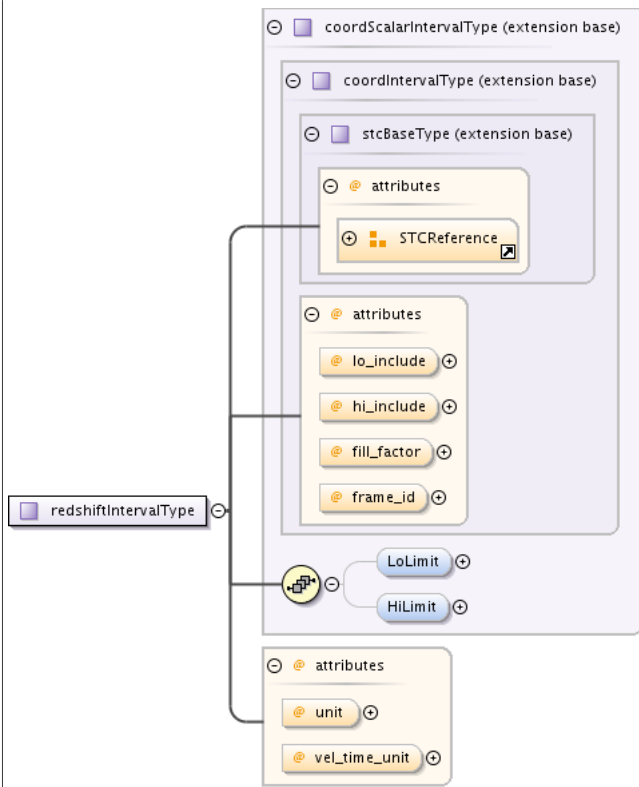 coordScalarIntervalType (extension base)
coordIntervalType (extension base)
stcBaseType (extension base)
@ attributes
STCReference
@ attributes
@ lo_include
@ hi_include
@ fill_factor
@ frame_id
redshiftIntervalType
LoLimit
HiLimit
@ attributes
@ unit
@ vel_time_unit